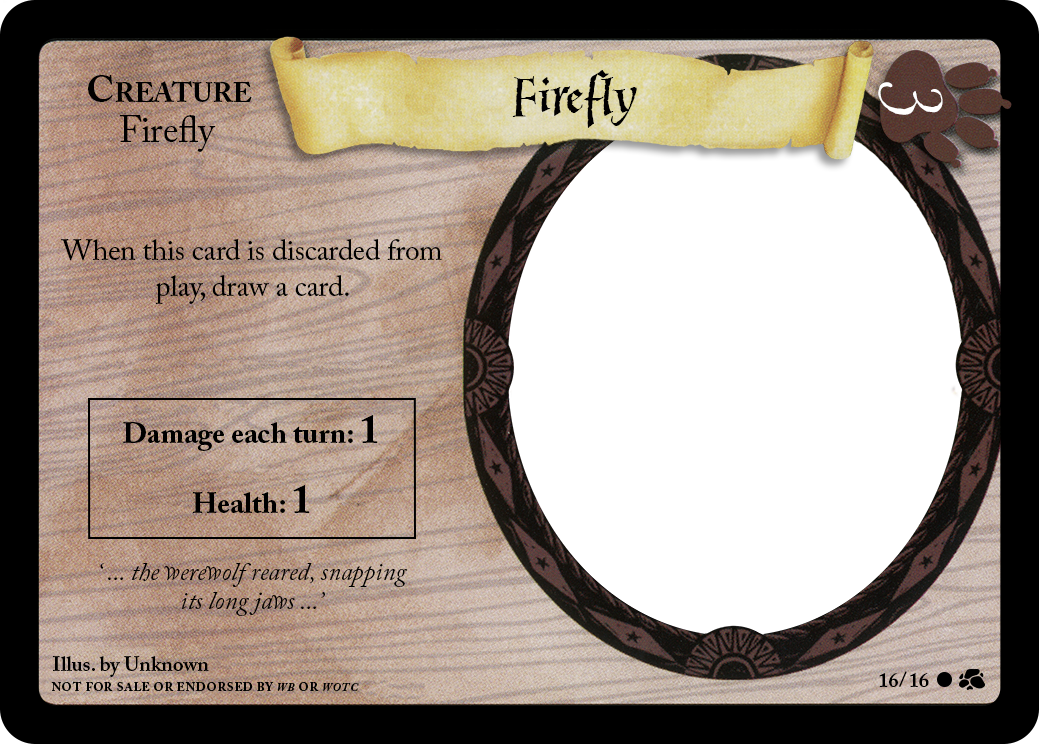 Firefly
3
CREATURE
Firefly
When this card is discarded from
play, draw a card.
Damage each turn: 1
Health: 1
‘ ... the werewolf reared, snapping
its long jaws ...’
Illus. by Unknown
NOT FOR SALE OR ENDORSED BY WB OR WOTC
16/16